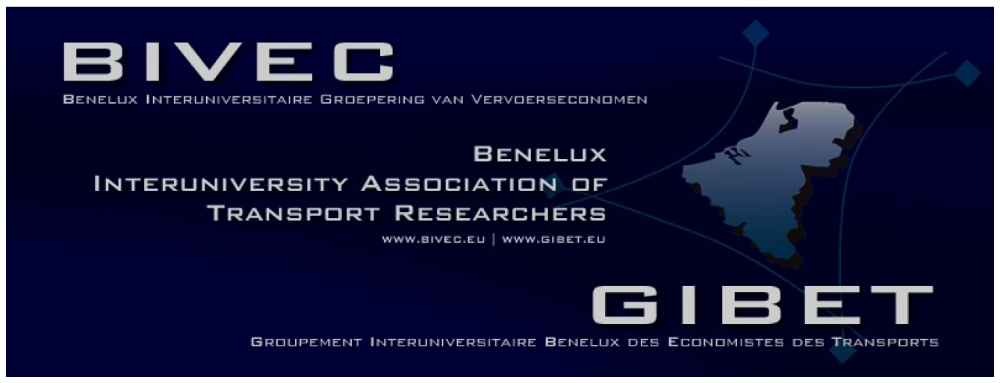 BIVEC
BENELUX INTERUNIVERSITAIRE GROEPERING VAN VERVOERSECONOMEN
BENELUX
INTERUNIVERSITY ASSOCIATION OF
TRANSPORT RESEARCHERS
WWW.BIVEC.EU | WWW.GIBET.EU
GIBET
GROUPEMENT INTERUNIVERSITAIRE BENELUX DES ECONOMISTES DES TRANSPORTS